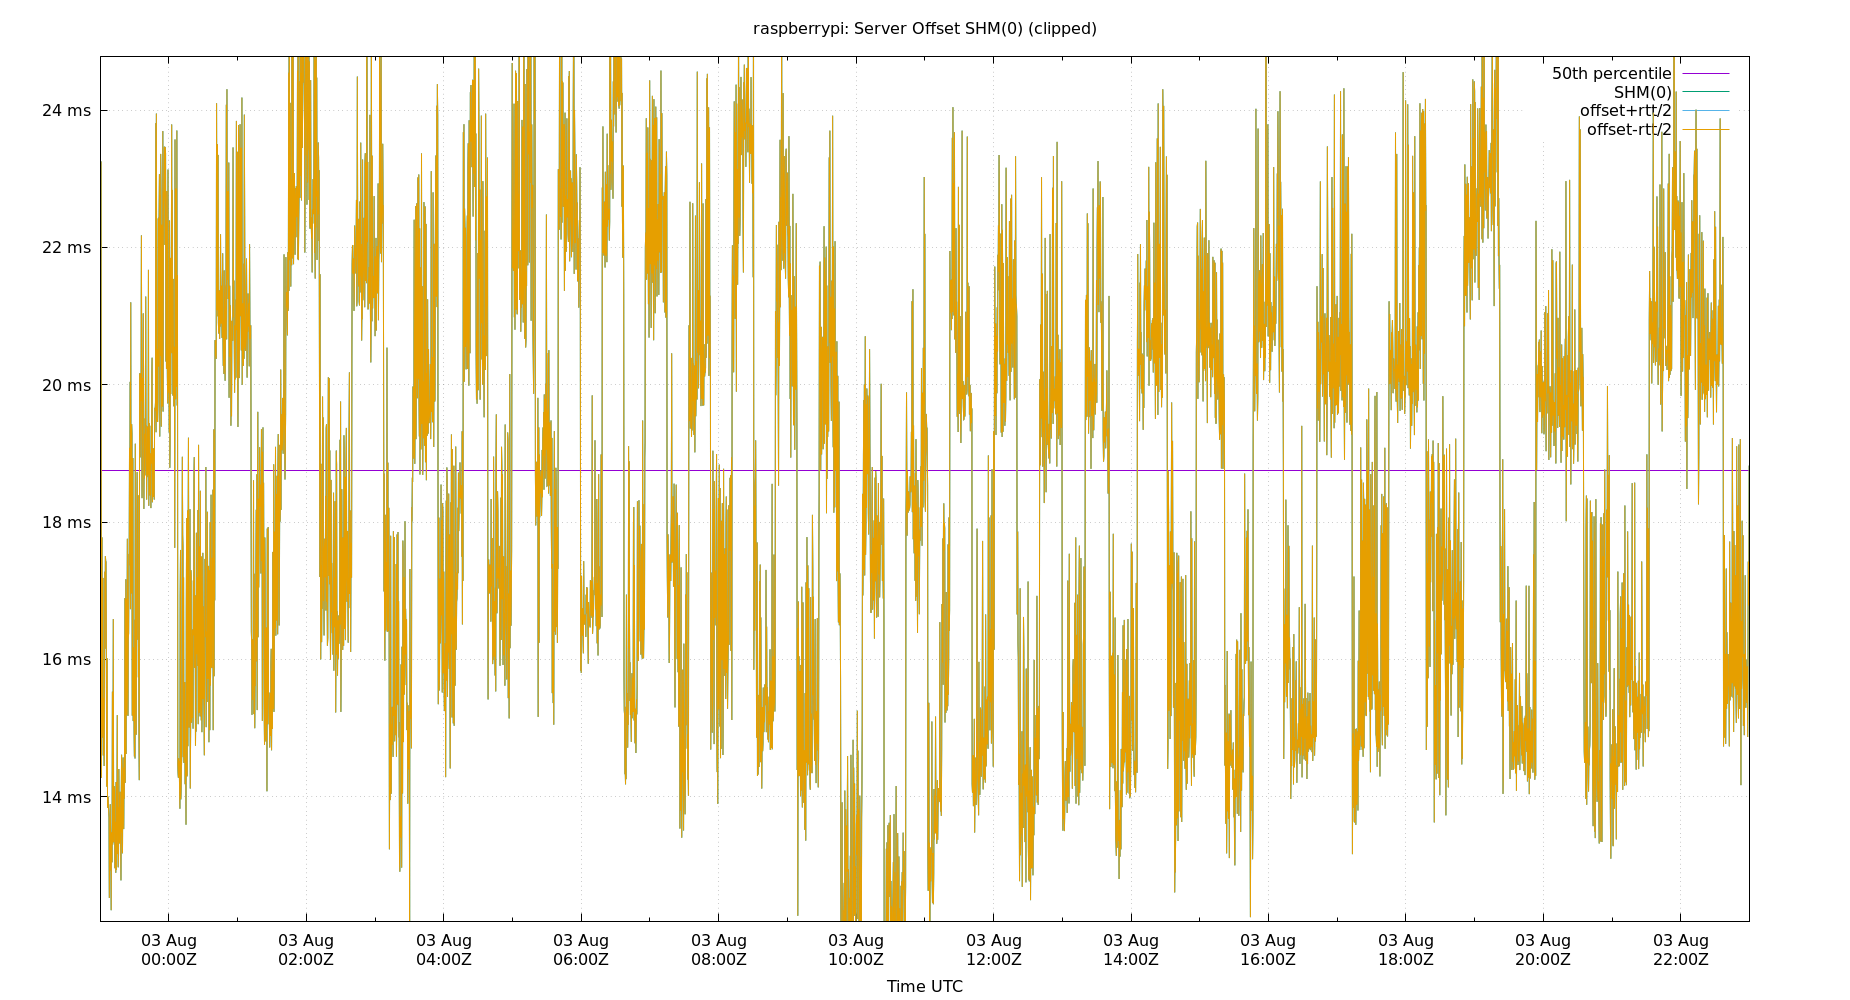 raspberrypi: Server Offset SHM(0) (clipped)
50th percentile
SHM(0)
offset+rtt/2
offset-rtt/2
24 ms
22 ms
20 ms
18 ms
16 ms
14 ms
03 Aug 03 Aug 03 Aug 03 Aug 03 Aug 03 Aug 03 Aug 03 Aug 03 Aug 03 Aug 03 Aug 03 Aug
00:00Z 02:00Z 04:00Z 06:00Z 08:00Z 10:00Z 12:00Z 14:00Z 16:00Z 18:00Z 20:00Z 22:00Z
Time UTC